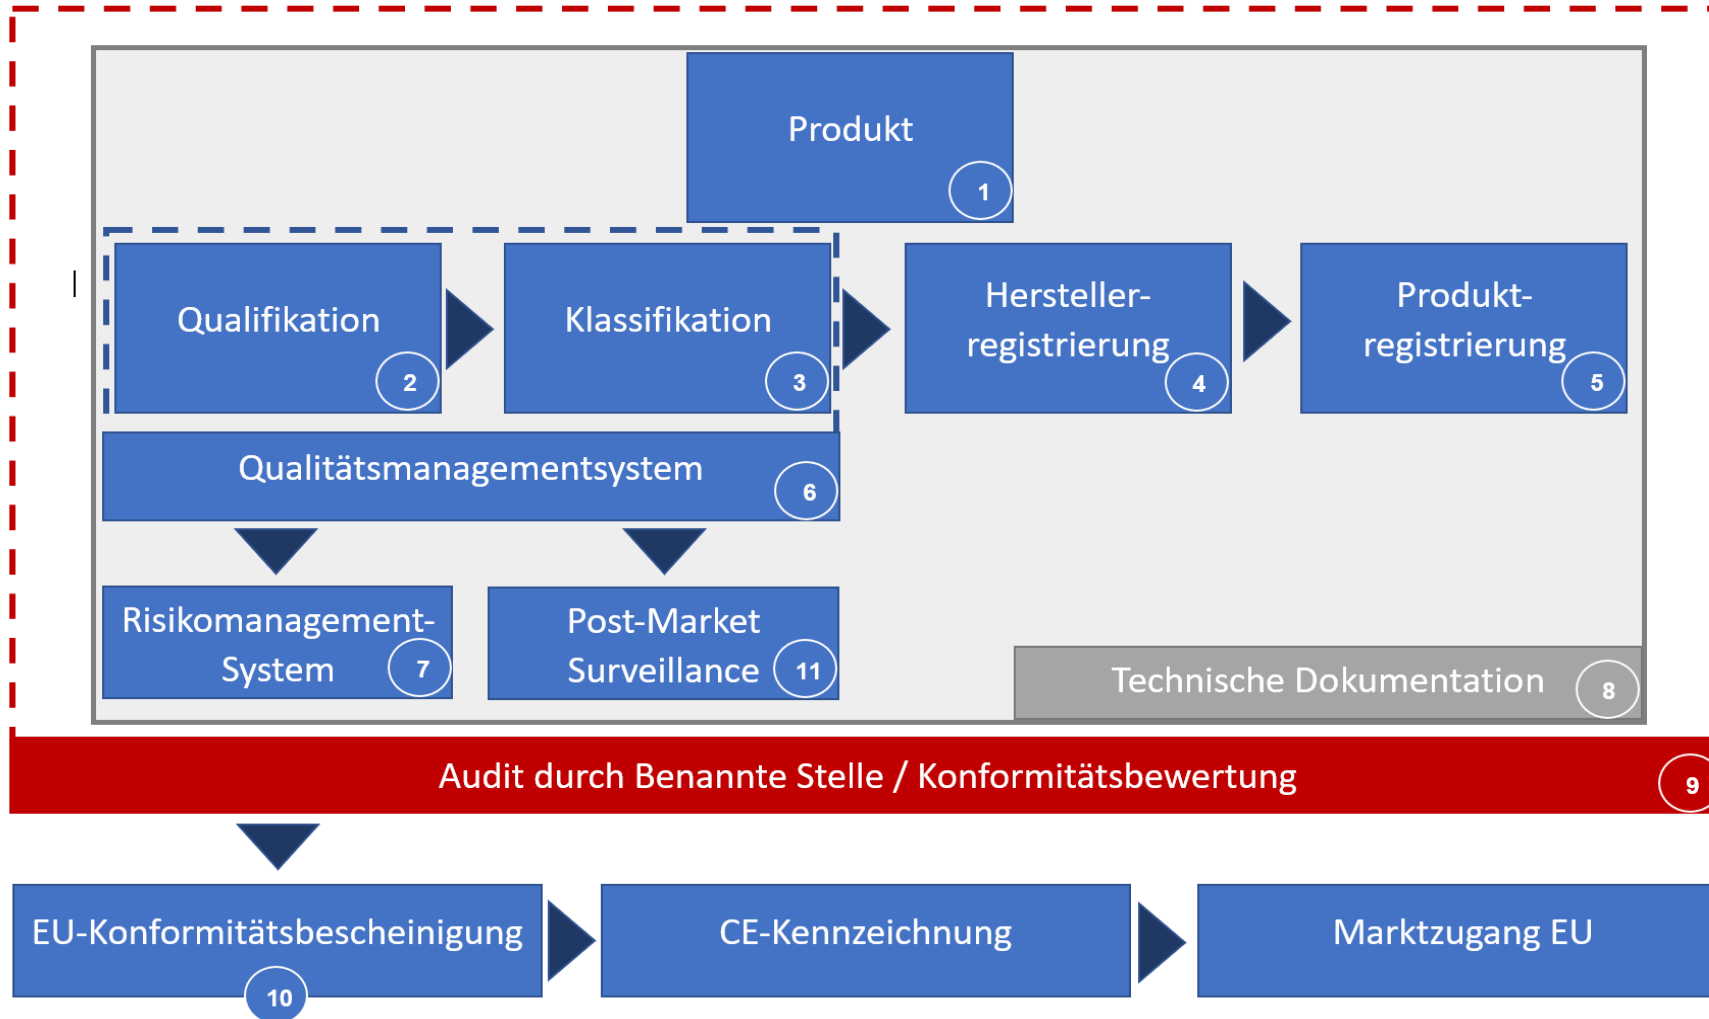 Produkt
1
Qualifikation
2
Klassifikation
3
Hersteller-
registrierung
4
Produkt-
registrierung
5
Qualitätsmanagementsystem
6
Risikomanagement-
System
7
Post-Market
Surveillance
11
Technische Dokumentation
8
Audit durch Benannte Stelle / Konformitätsbewertung
9
EU-Konformitätsbescheinigung
10
CE-Kennzeichnung
Marktzugang EU